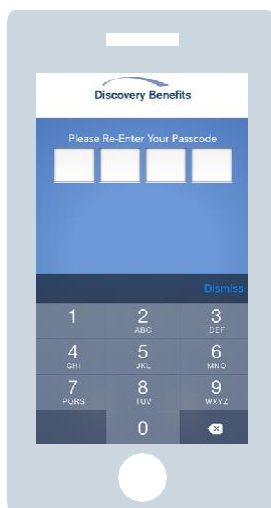 Discovery Benefits
Please Re-Enter Your Passcode
Dismiss
1 2 3
ABC DEF
4 5 6
GHI JKL MNO
7 8 9
PQRS TUV WXYZ
0